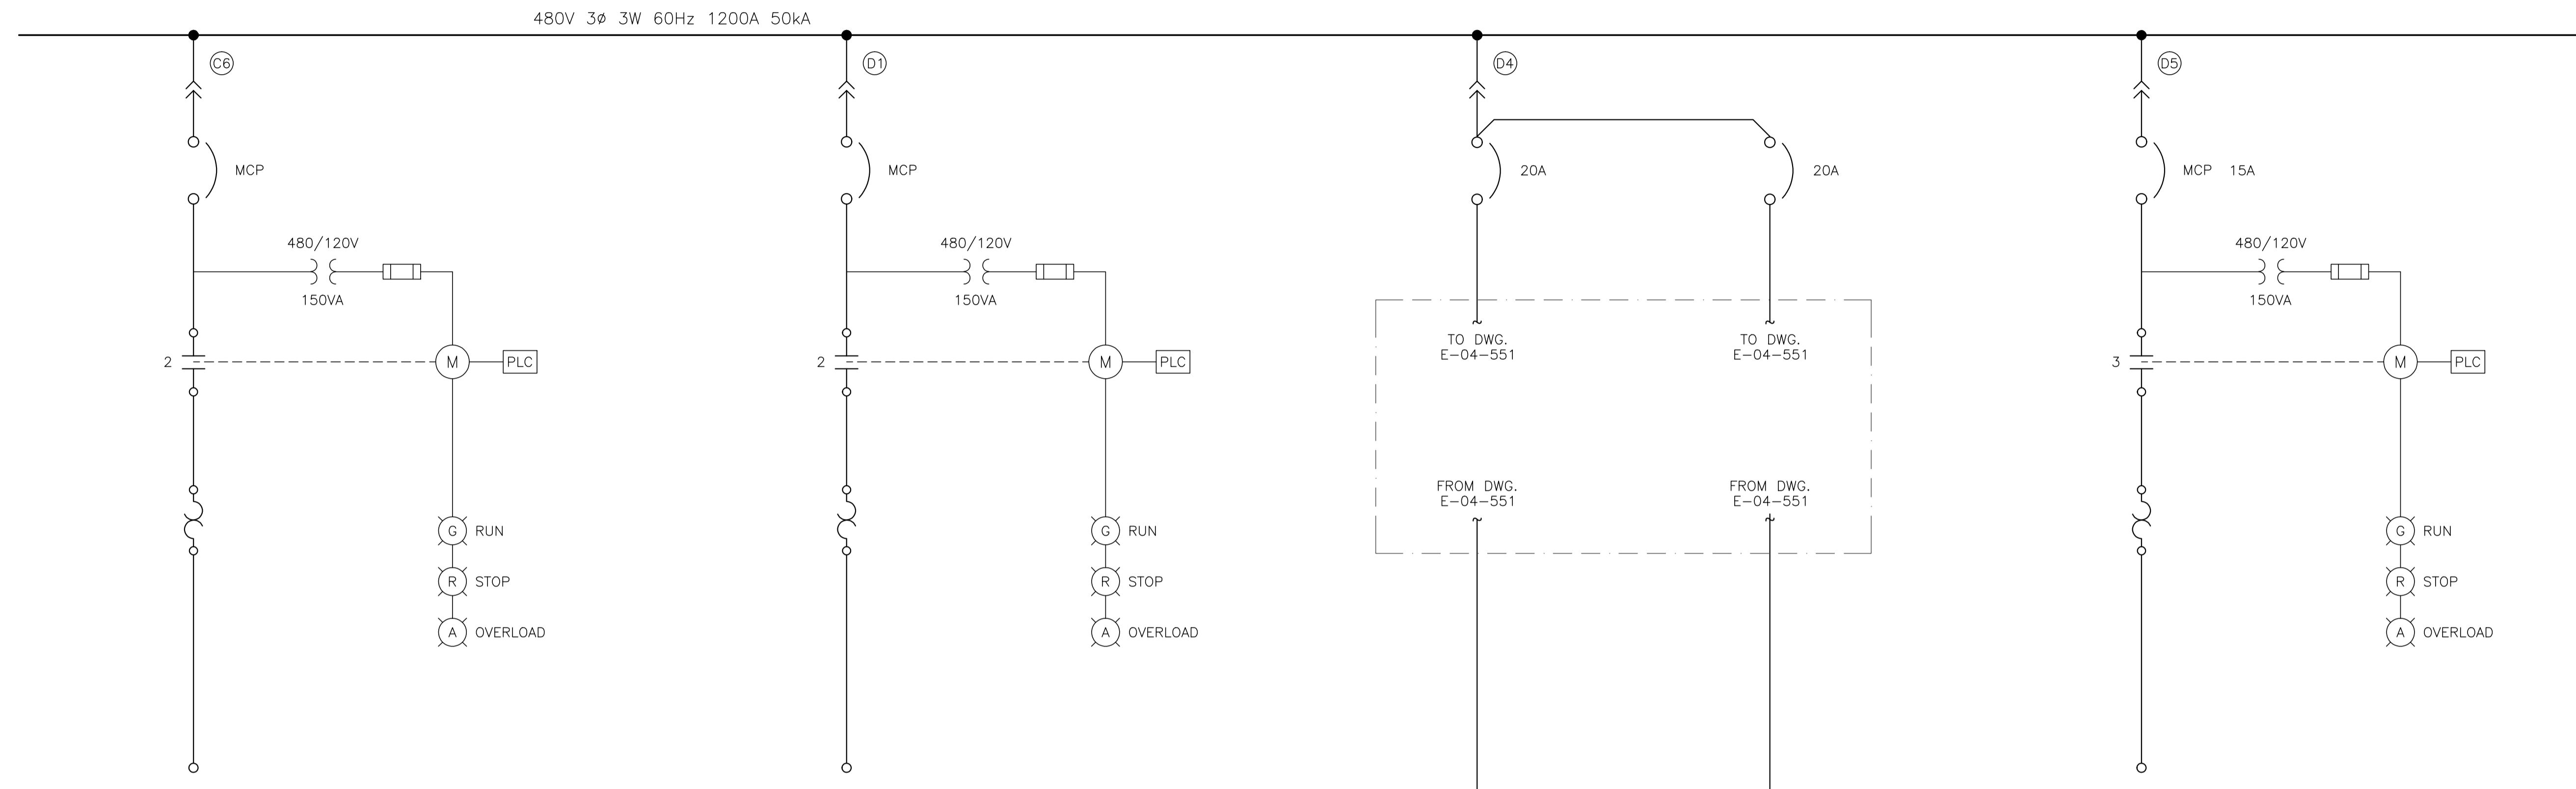 480V 3ø 3W 60Hz 1200A 50kA
C6
D1
D4
D5
MCP
MCP
20A
20A
MCP 15A
480/120V
150VA
480/120V
150VA
480/120V
150VA
TO DWG.
E-04-551
TO DWG.
E-04-551
2
M
PLC
2
M
PLC
3
M
PLC
FROM DWG.
E-04-551
FROM DWG.
E-04-551
G RUN
R STOP
A OVERLOAD
G RUN
R STOP
A OVERLOAD
G RUN
R STOP
A OVERLOAD